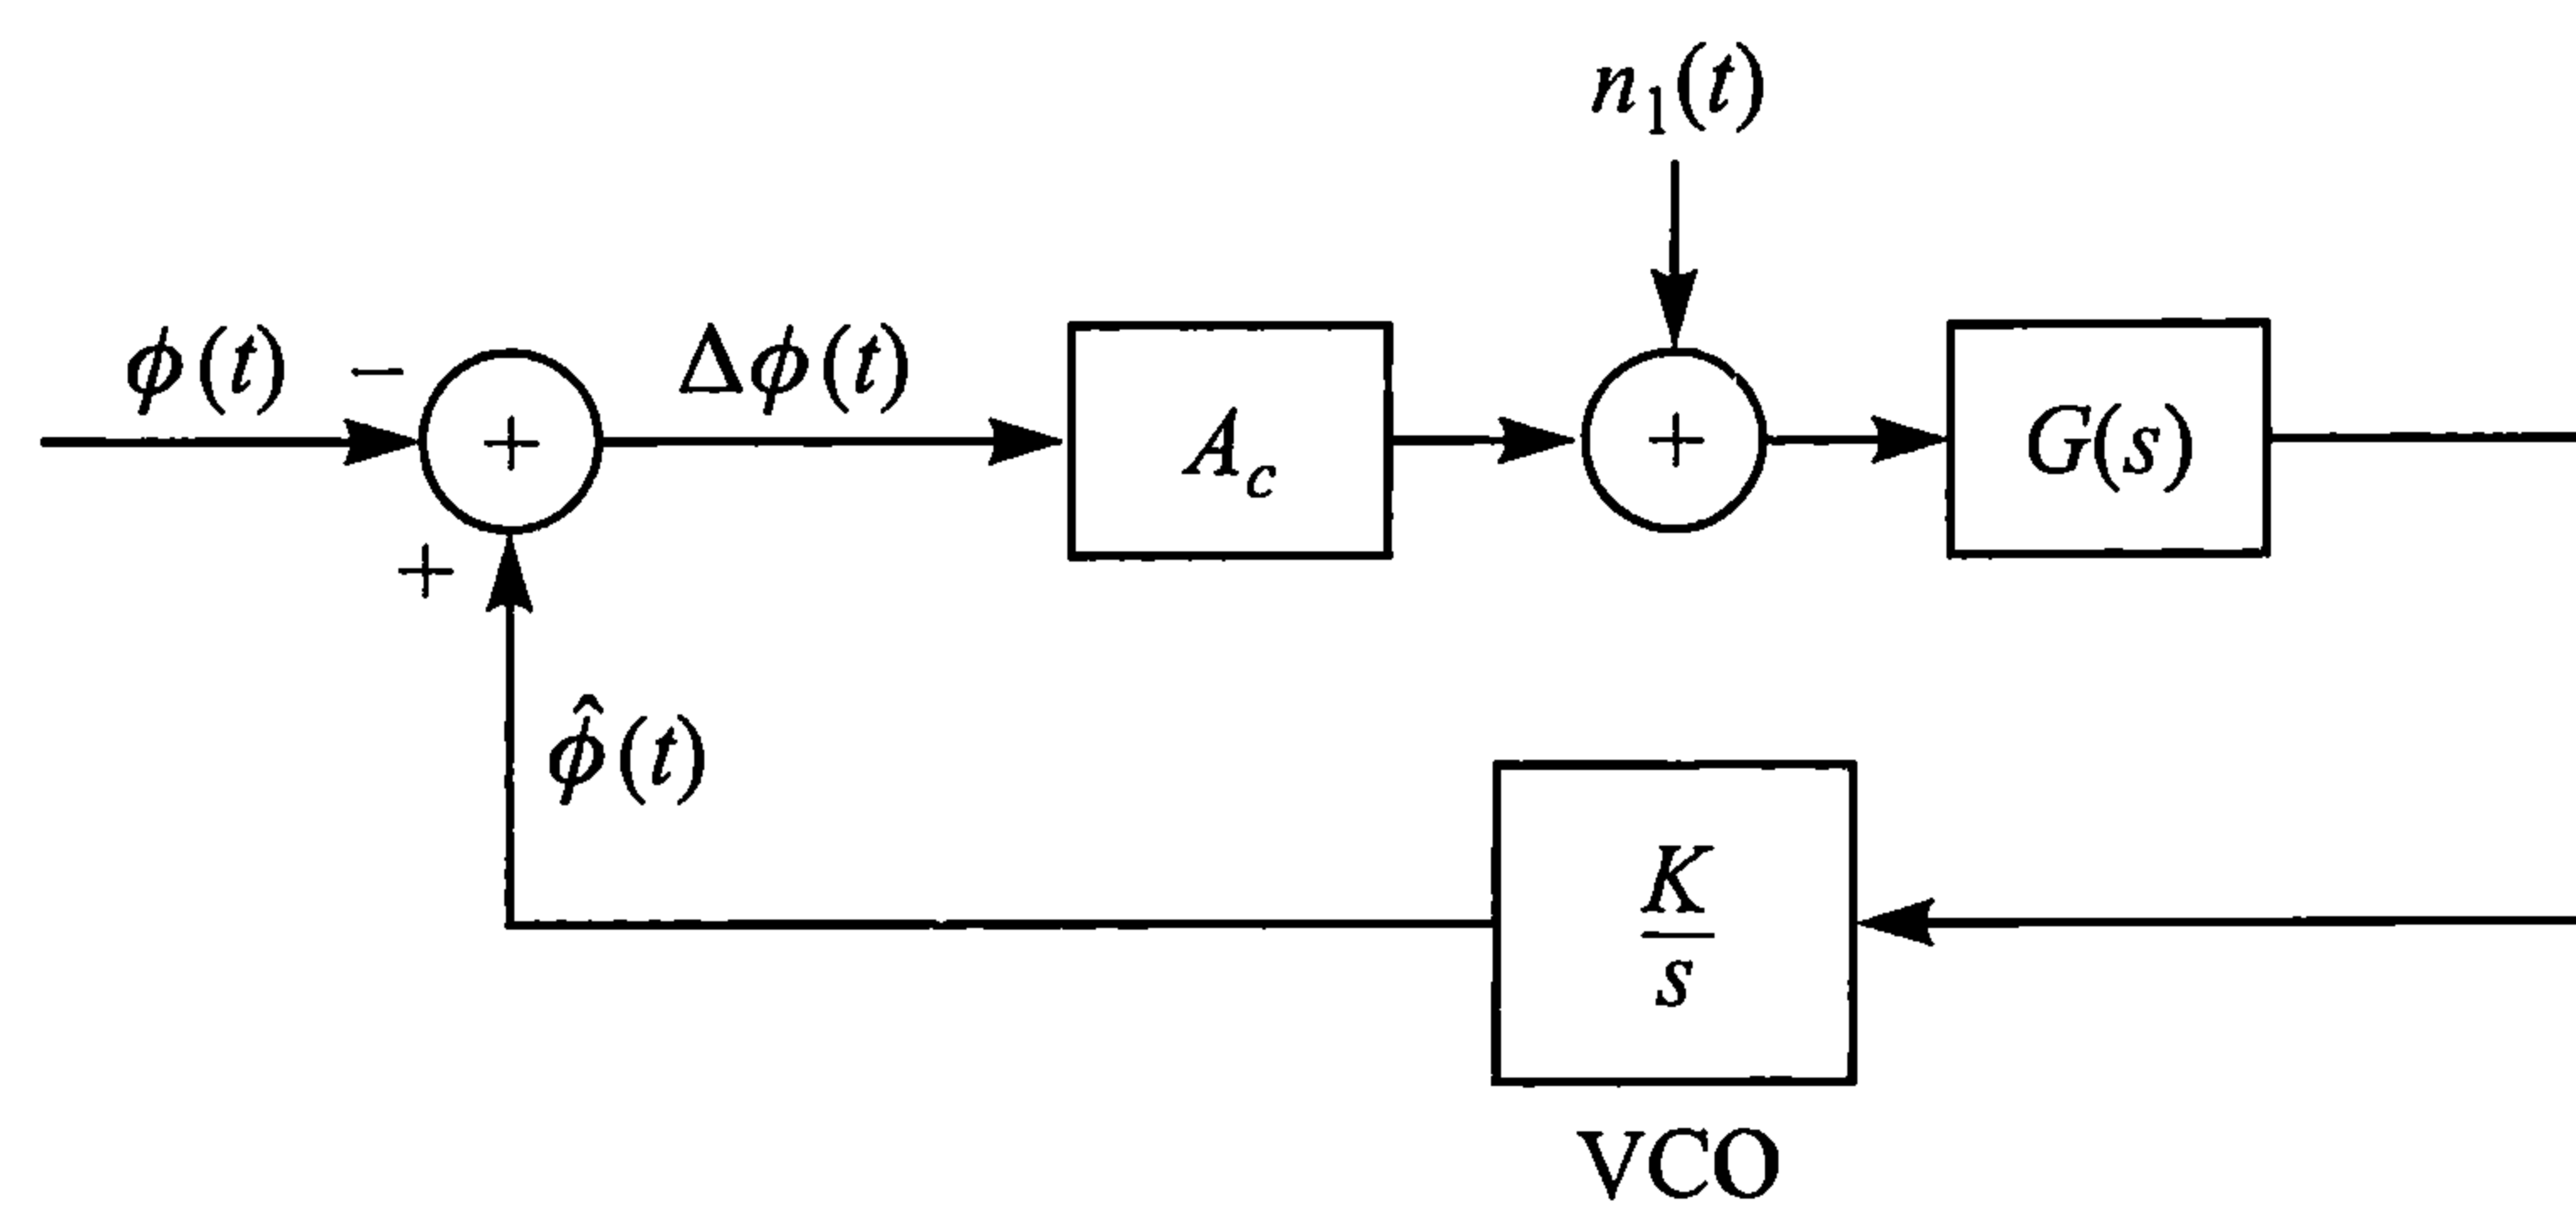 n₁(t)
ϕ(t) − Δϕ(t)
+ A_c + G(s)
+
ϕ̂(t)
K
s
VCO